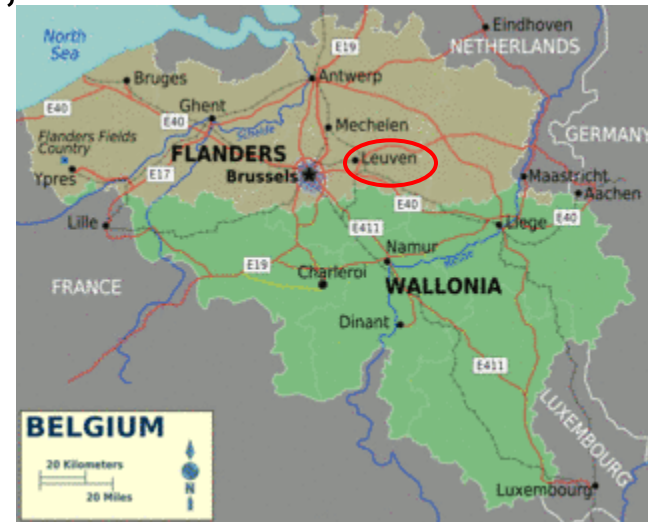 North
Sea
Eindhoven
NETHERLANDS
E19
Bruges
Antwerp
E40
Ghent
E40
Schelde
Mechelen
Flanders Fields
Country
FLANDERS
Leuven
GERMANY
Ypres
E17
Brussels
Maastricht
Aachen
Lille
E411
E40
Liege
E40
Namur
E19
Meuse
Charleroi
FRANCE
WALLONIA
Dinant
E411
LUXEMBOURG
BELGIUM
20 Kilometers
20 Miles
N
Luxembourg